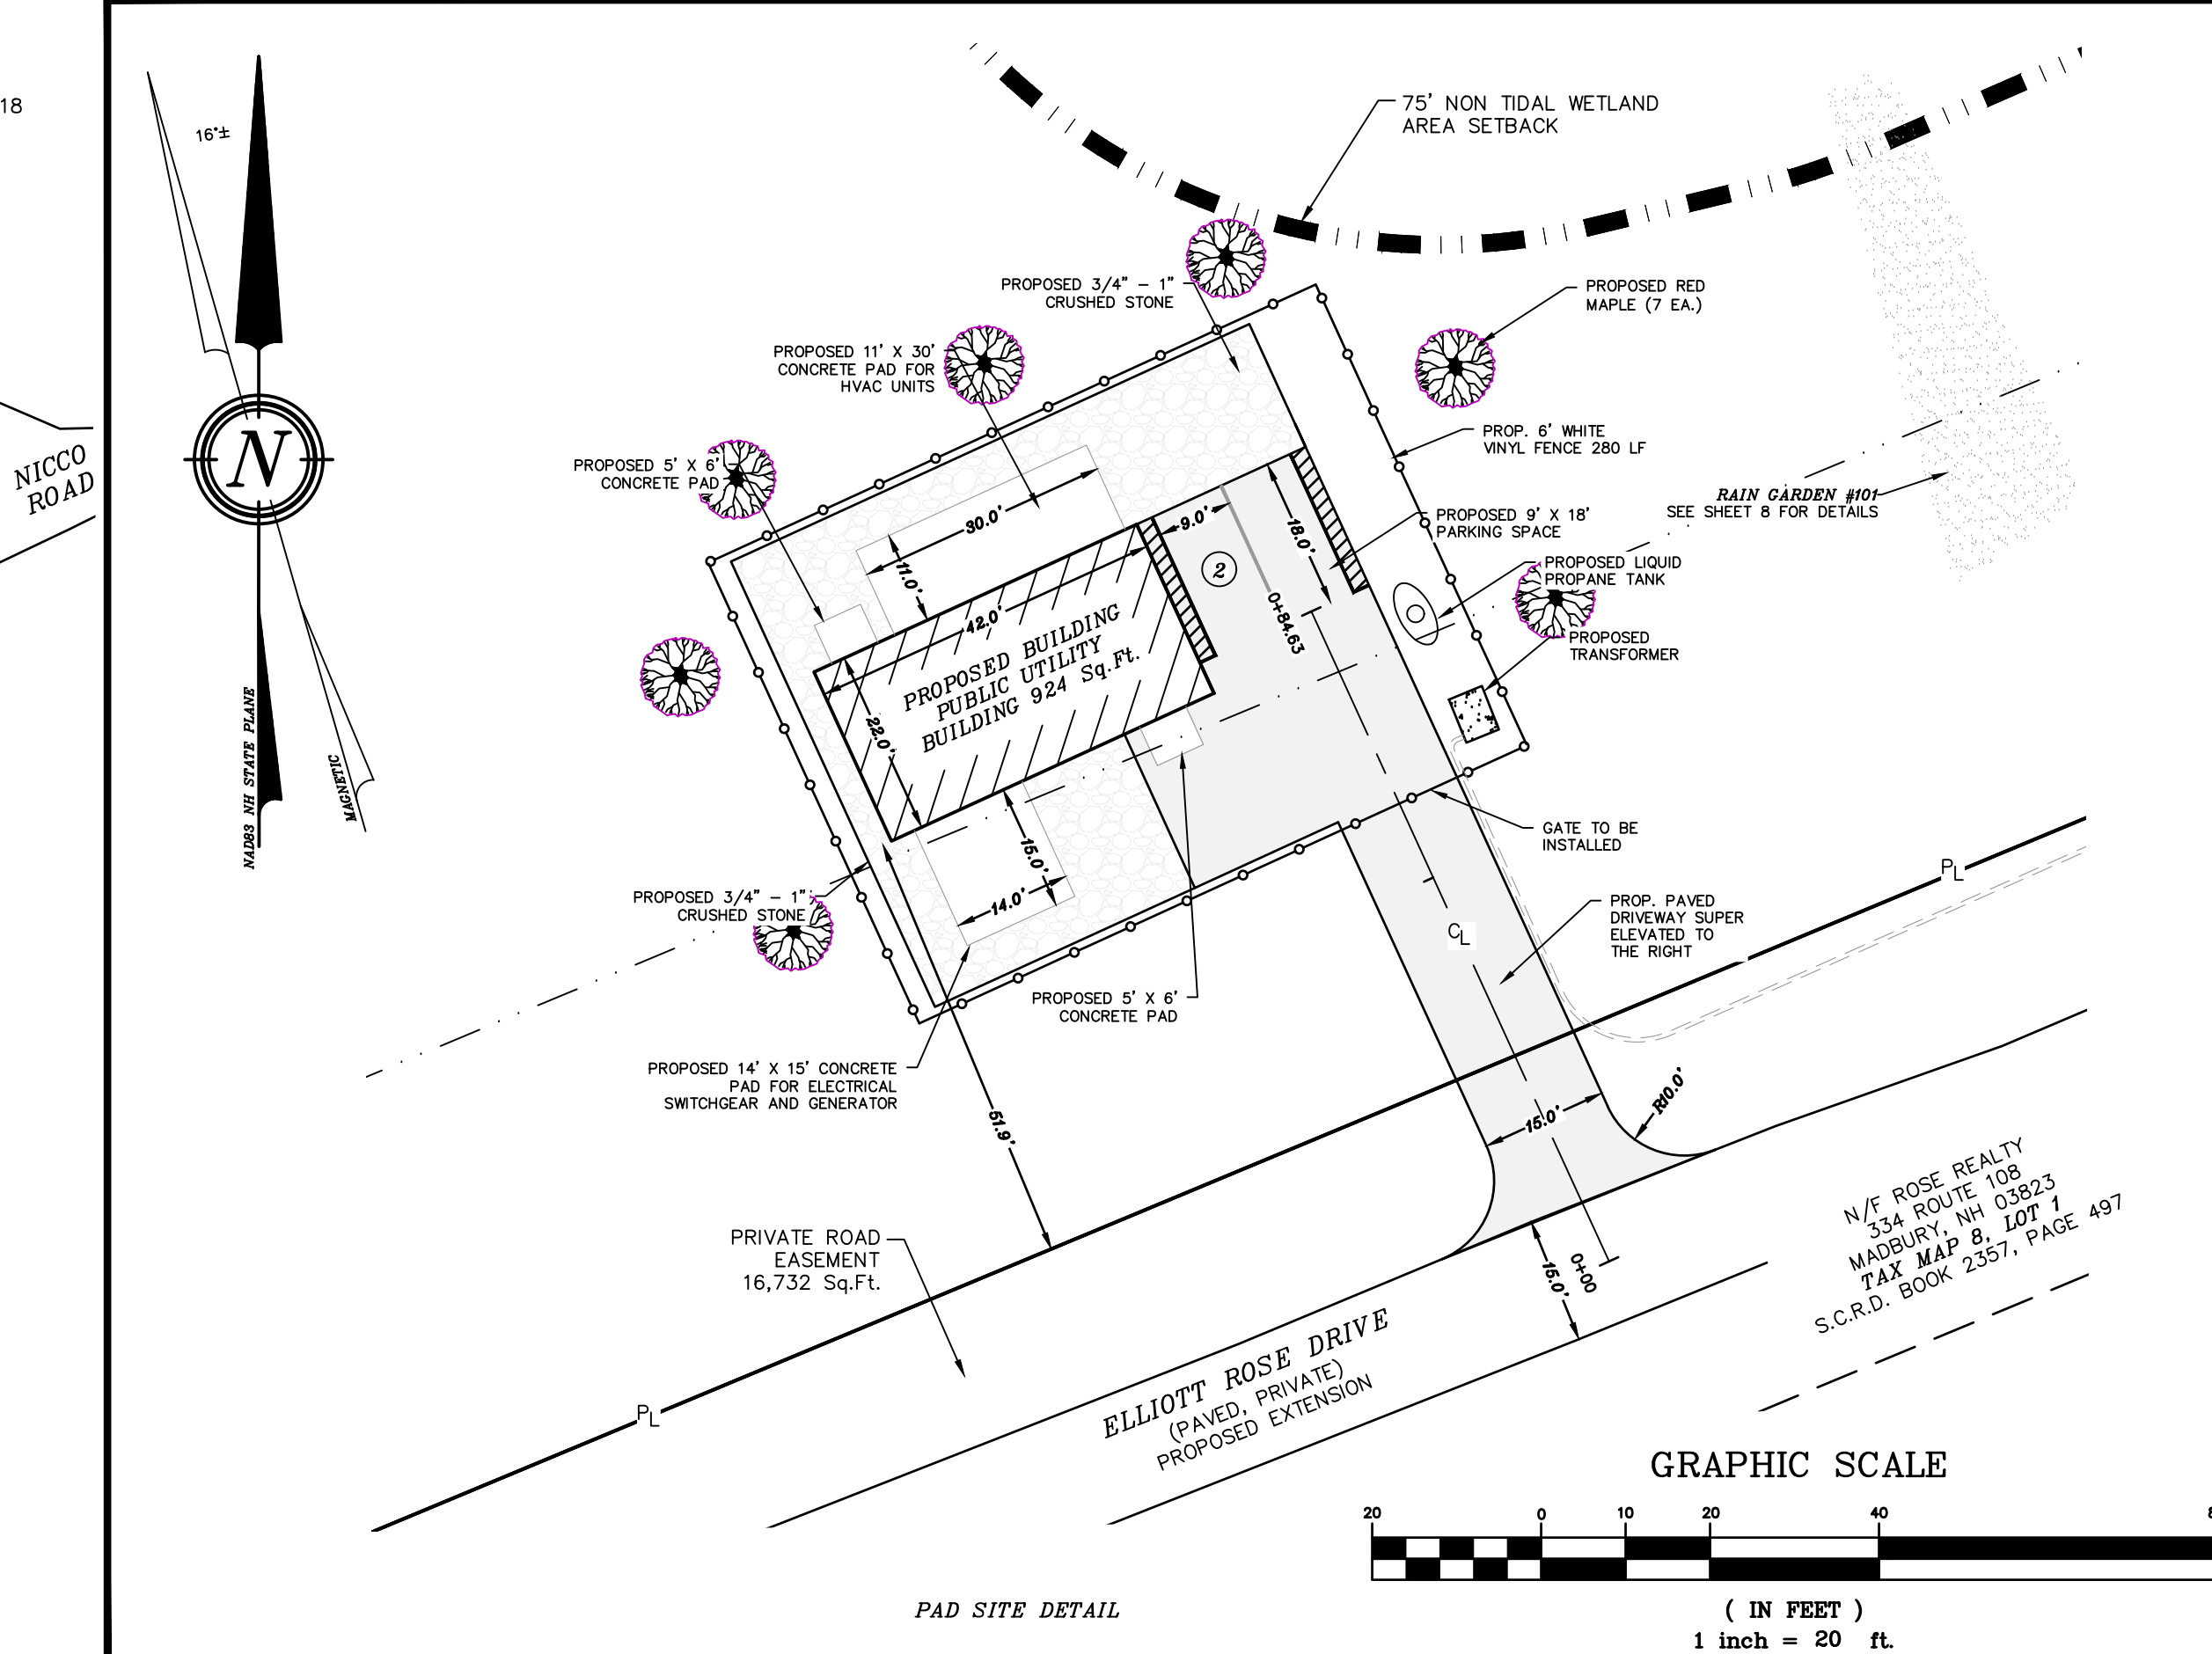 18
16°±
NICCO
ROAD
N
NAD83 NH STATE PLANE
MAGNETIC
75' NON TIDAL WETLAND
AREA SETBACK
PROPOSED 3/4" - 1"
CRUSHED STONE
PROPOSED RED
MAPLE (7 EA.)
PROPOSED 11' X 30'
CONCRETE PAD FOR
HVAC UNITS
PROP. 6' WHITE
VINYL FENCE 280 LF
PROPOSED 5' X 6'
CONCRETE PAD
RAIN GARDEN #101
SEE SHEET 8 FOR DETAILS
PROPOSED 9' X 18'
PARKING SPACE
PROPOSED LIQUID
PROPANE TANK
PROPOSED
TRANSFORMER
30.0'
11.0'
42.0'
22.0'
9.0'
18.0'
2
0+84.63
PROPOSED BUILDING
PUBLIC UTILITY
BUILDING 924 Sq.Ft.
15.0'
14.0'
GATE TO BE
INSTALLED
PROPOSED 3/4" - 1"
CRUSHED STONE
PROP. PAVED
DRIVEWAY SUPER
ELEVATED TO
THE RIGHT
PL
CL
PROPOSED 5' X 6'
CONCRETE PAD
PROPOSED 14' X 15' CONCRETE
PAD FOR ELECTRICAL
SWITCHGEAR AND GENERATOR
51.9'
15.0'
R10.0'
PRIVATE ROAD
EASEMENT
16,732 Sq.Ft.
15.0'
0+00
N/F ROSE REALTY
334 ROUTE 108
MADBURY, NH 03823
TAX MAP 8, LOT 1
S.C.R.D. BOOK 2357, PAGE 497
PL
ELLIOTT ROSE DRIVE
(PAVED, PRIVATE)
PROPOSED EXTENSION
GRAPHIC SCALE
20 0 10 20 40
( IN FEET )
1 inch = 20 ft.
PAD SITE DETAIL